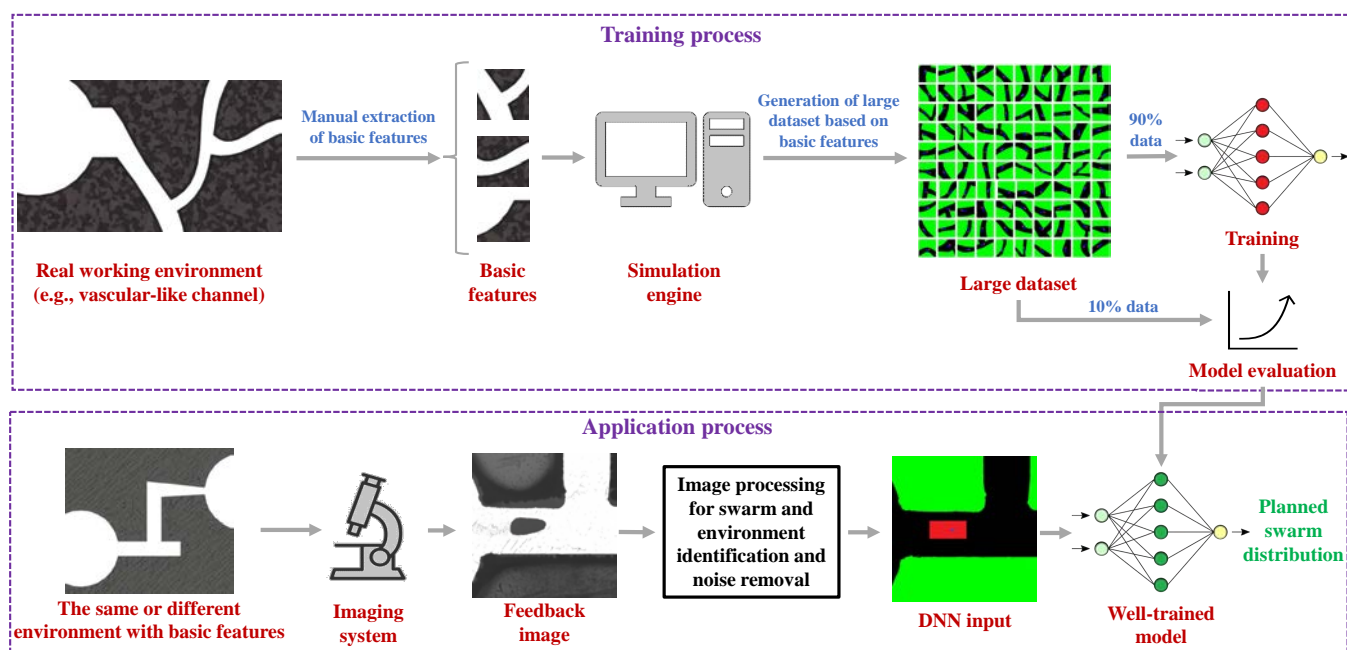 Training process
Manual extraction
of basic features
Generation of large
dataset based on
basic features
90%
data
Real working environment
(e.g., vascular-like channel)
Basic
features
Simulation
engine
Large dataset
Training
10% data
Model evaluation
Application process
Image processing
for swarm and
environment
identification and
noise removal
Planned
swarm
distribution
The same or different
environment with basic features
Imaging
system
Feedback
image
DNN input
Well-trained
model